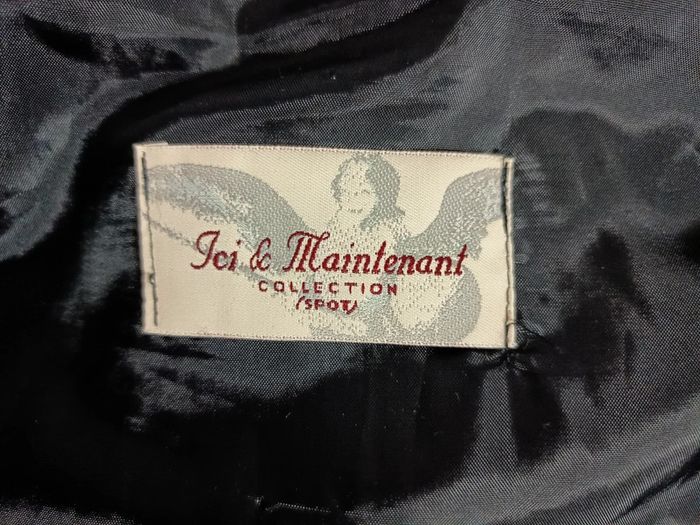 Ici & Maintenant
COLLECTION
(SPOT)